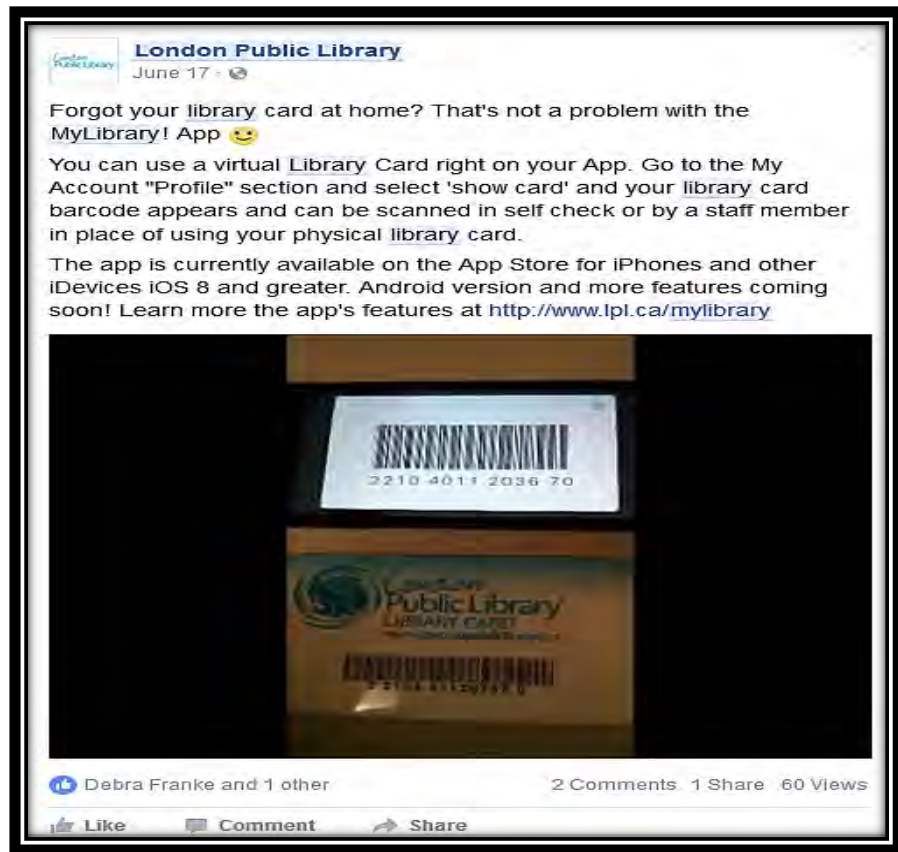 London
Public Library
London Public Library
June 17
Forgot your library card at home? That's not a problem with the
MyLibrary! App
You can use a virtual Library Card right on your App. Go to the My
Account "Profile" section and select 'show card' and your library card
barcode appears and can be scanned in self check or by a staff member
in place of using your physical library card.
The app is currently available on the App Store for iPhones and other
iDevices iOS 8 and greater. Android version and more features coming
soon! Learn more the app's features at http://www.lpl.ca/mylibrary
2210 4011 2036 70
London
Public Library
LIBRARY CARD
Debra Franke and 1 other
2 Comments 1 Share 60 Views
Like Comment Share